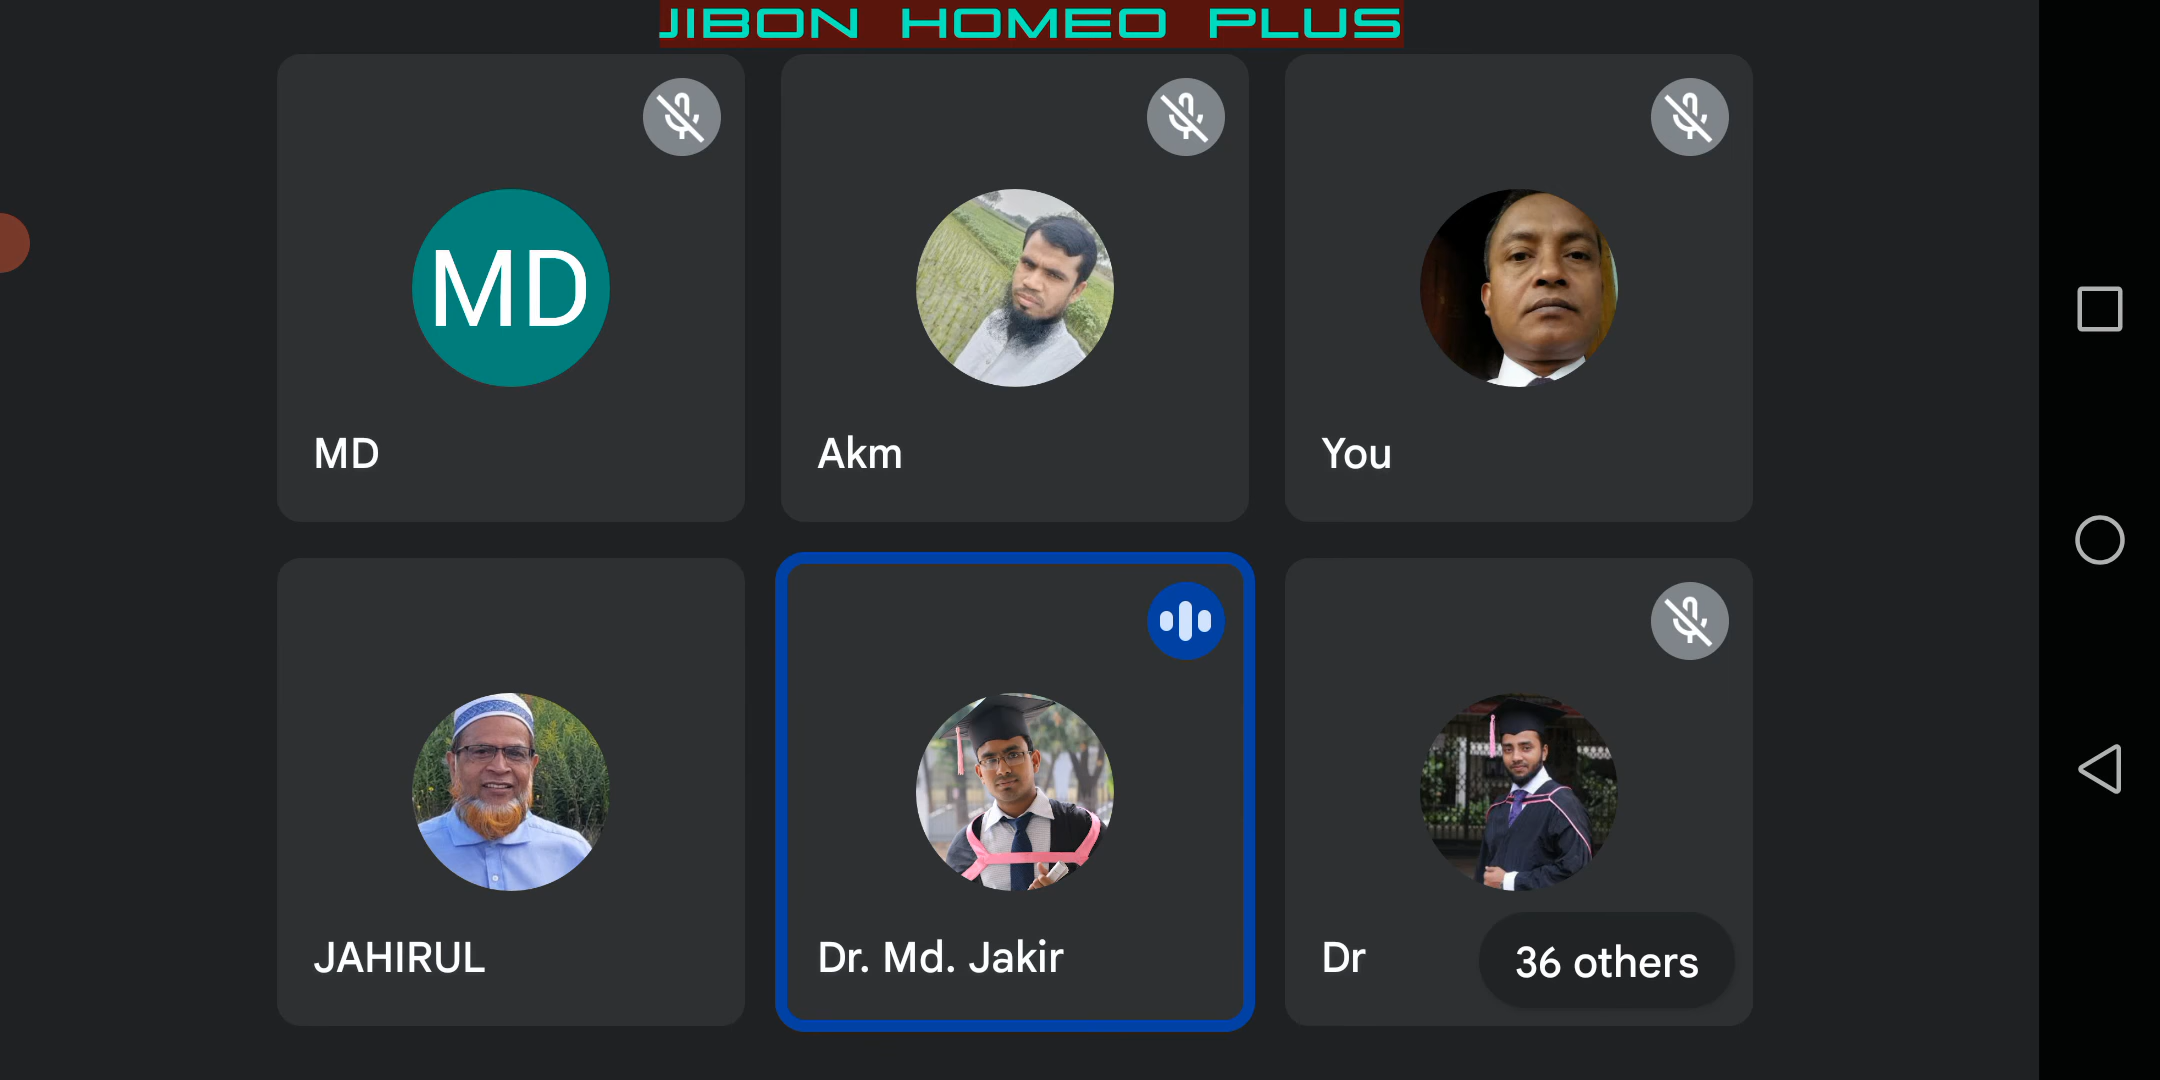 JIBON HOMEO PLUS
MD
MD
Akm
You
JAHIRUL
Dr. Md. Jakir
Dr
36 others